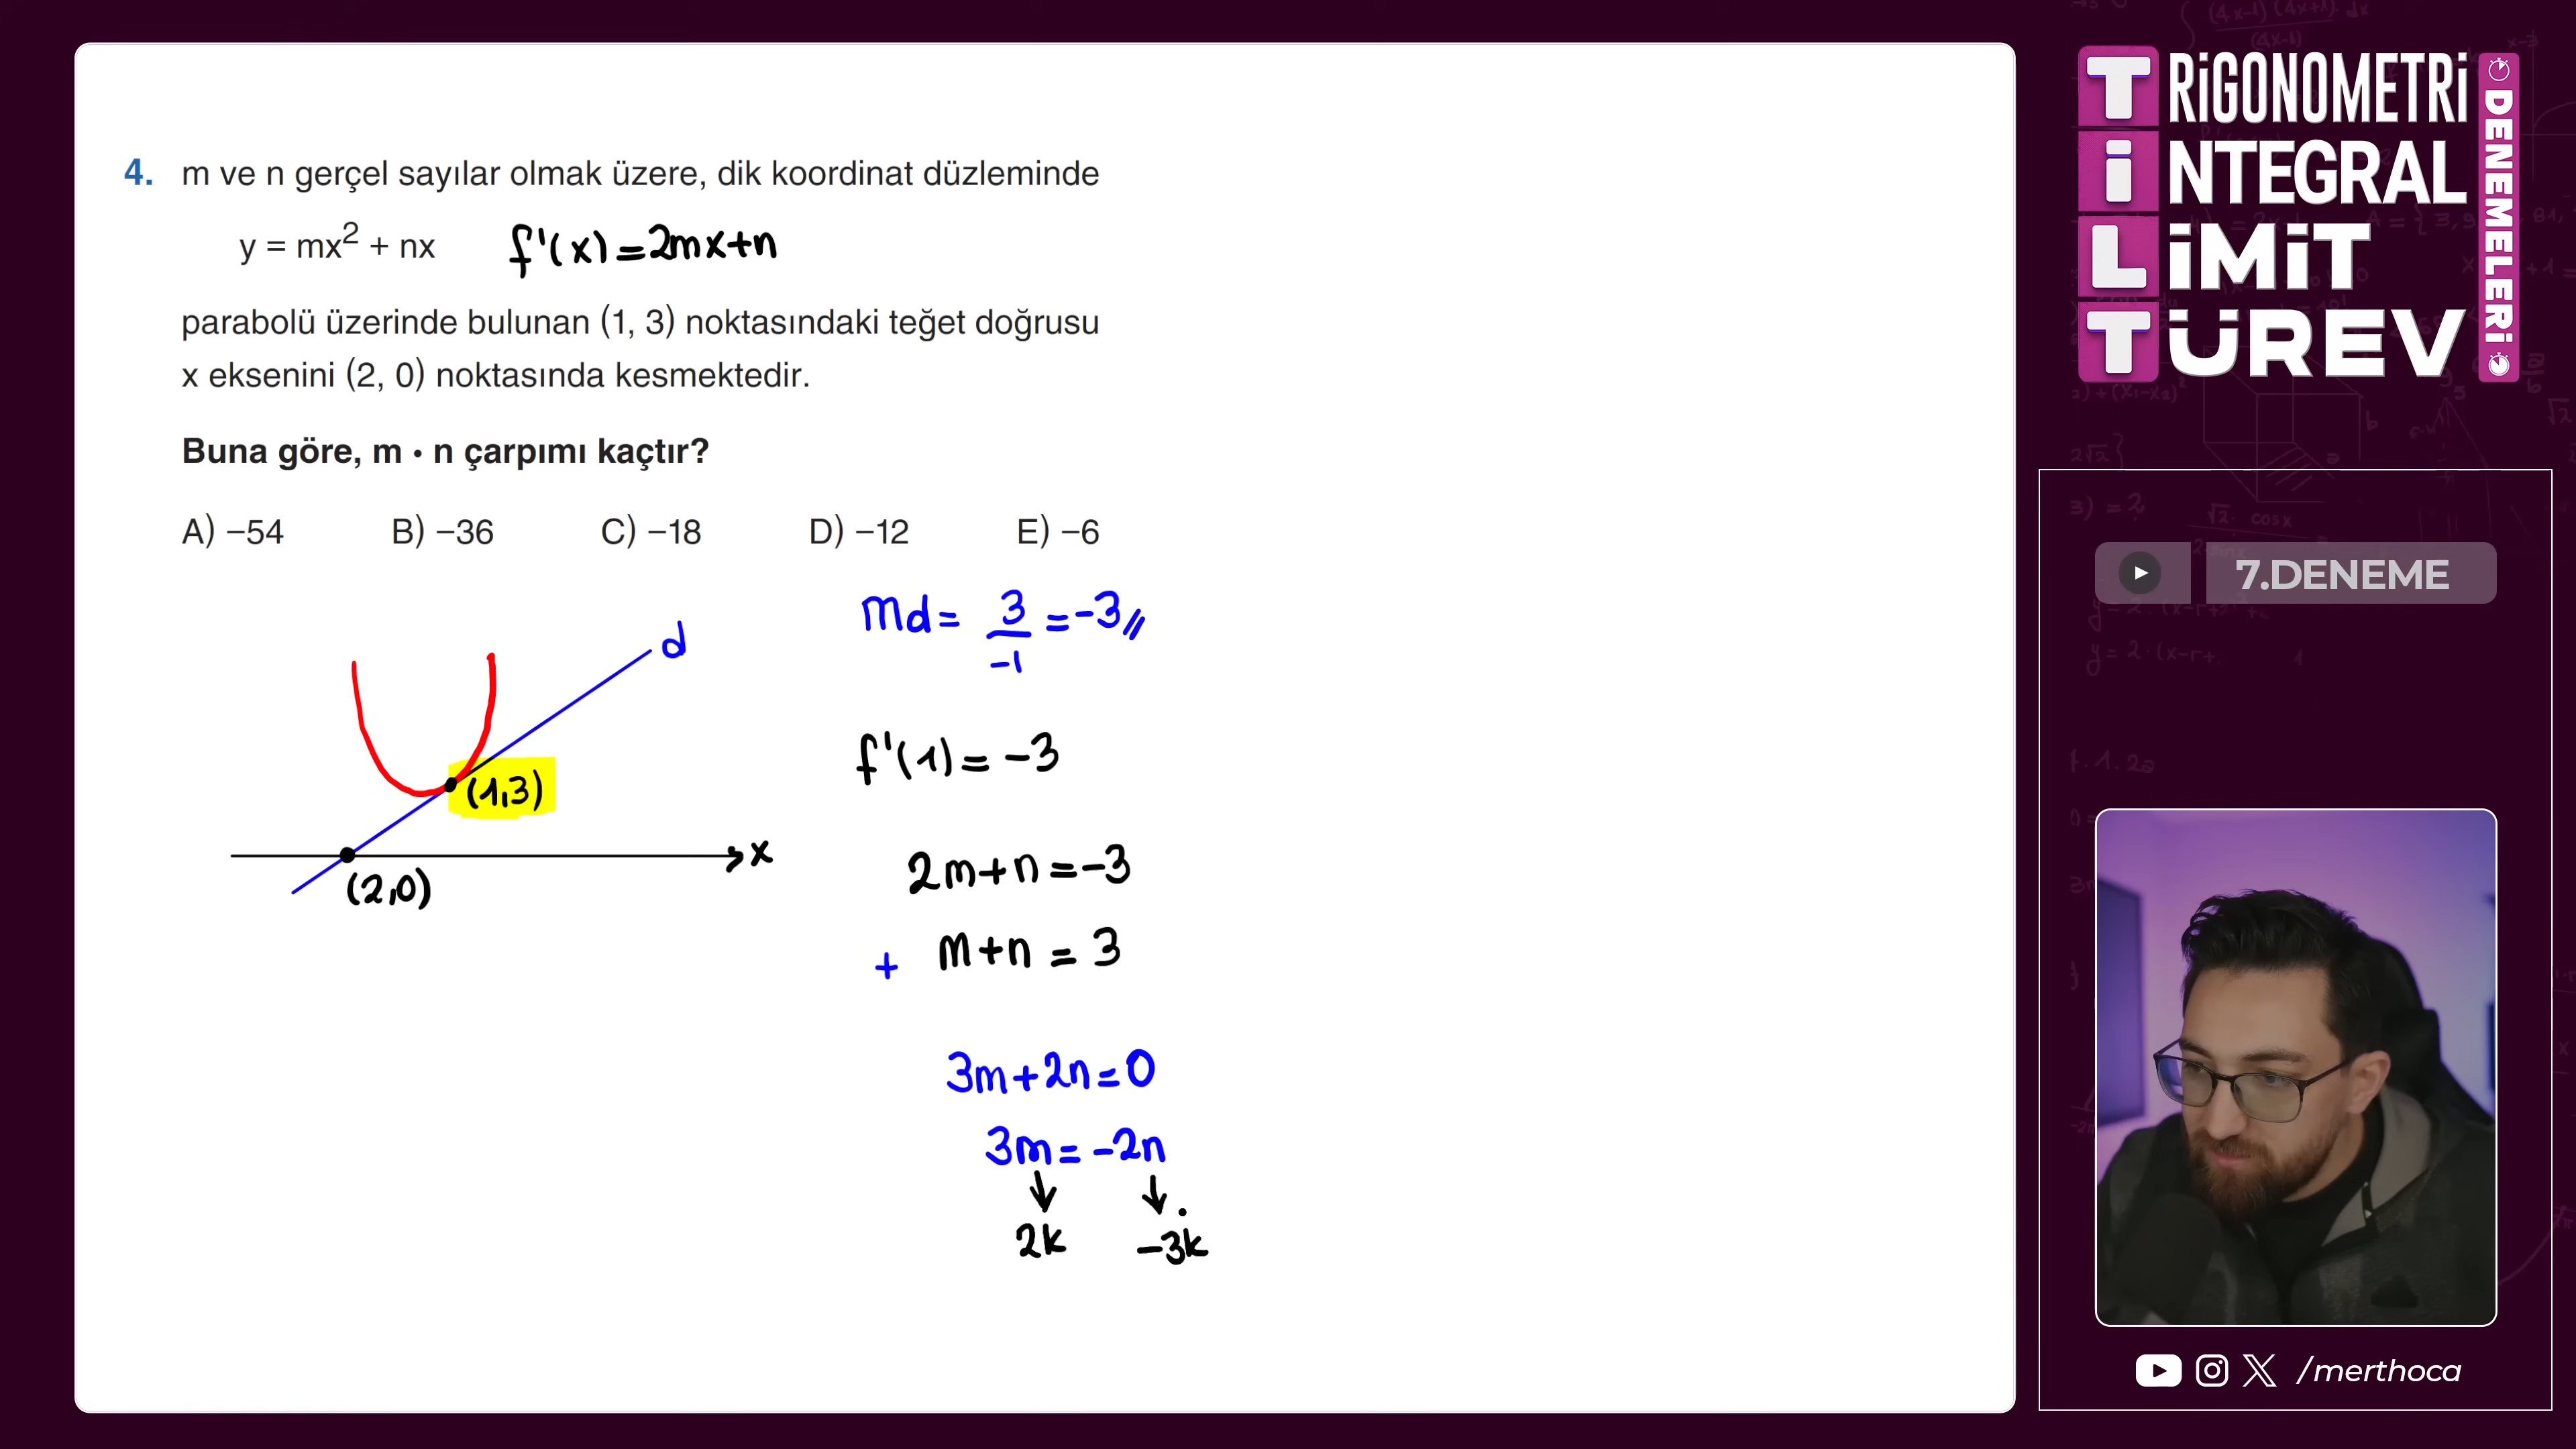 4. m ve n gerçel sayılar olmak üzere, dik koordinat düzleminde
y = mx² + nx f'(x) = 2mx+n
parabolü üzerinde bulunan (1, 3) noktasındaki teğet doğrusu
x eksenini (2, 0) noktasında kesmektedir.
Buna göre, m • n çarpımı kaçtır?
A) –54 B) –36 C) –18 D) –12 E) –6
md = 3/-1 = -3//
d
f'(1) = -3
(1,3)
x
(2,0)
2m+n = -3
+ m+n = 3
3m+2n=0
3m = -2n
↓ ↓
2k -3k
TRİGONOMETRİ
İNTEGRAL
LİMİT
TÜREV
DENEMELERİ
7.DENEME
/merthoca